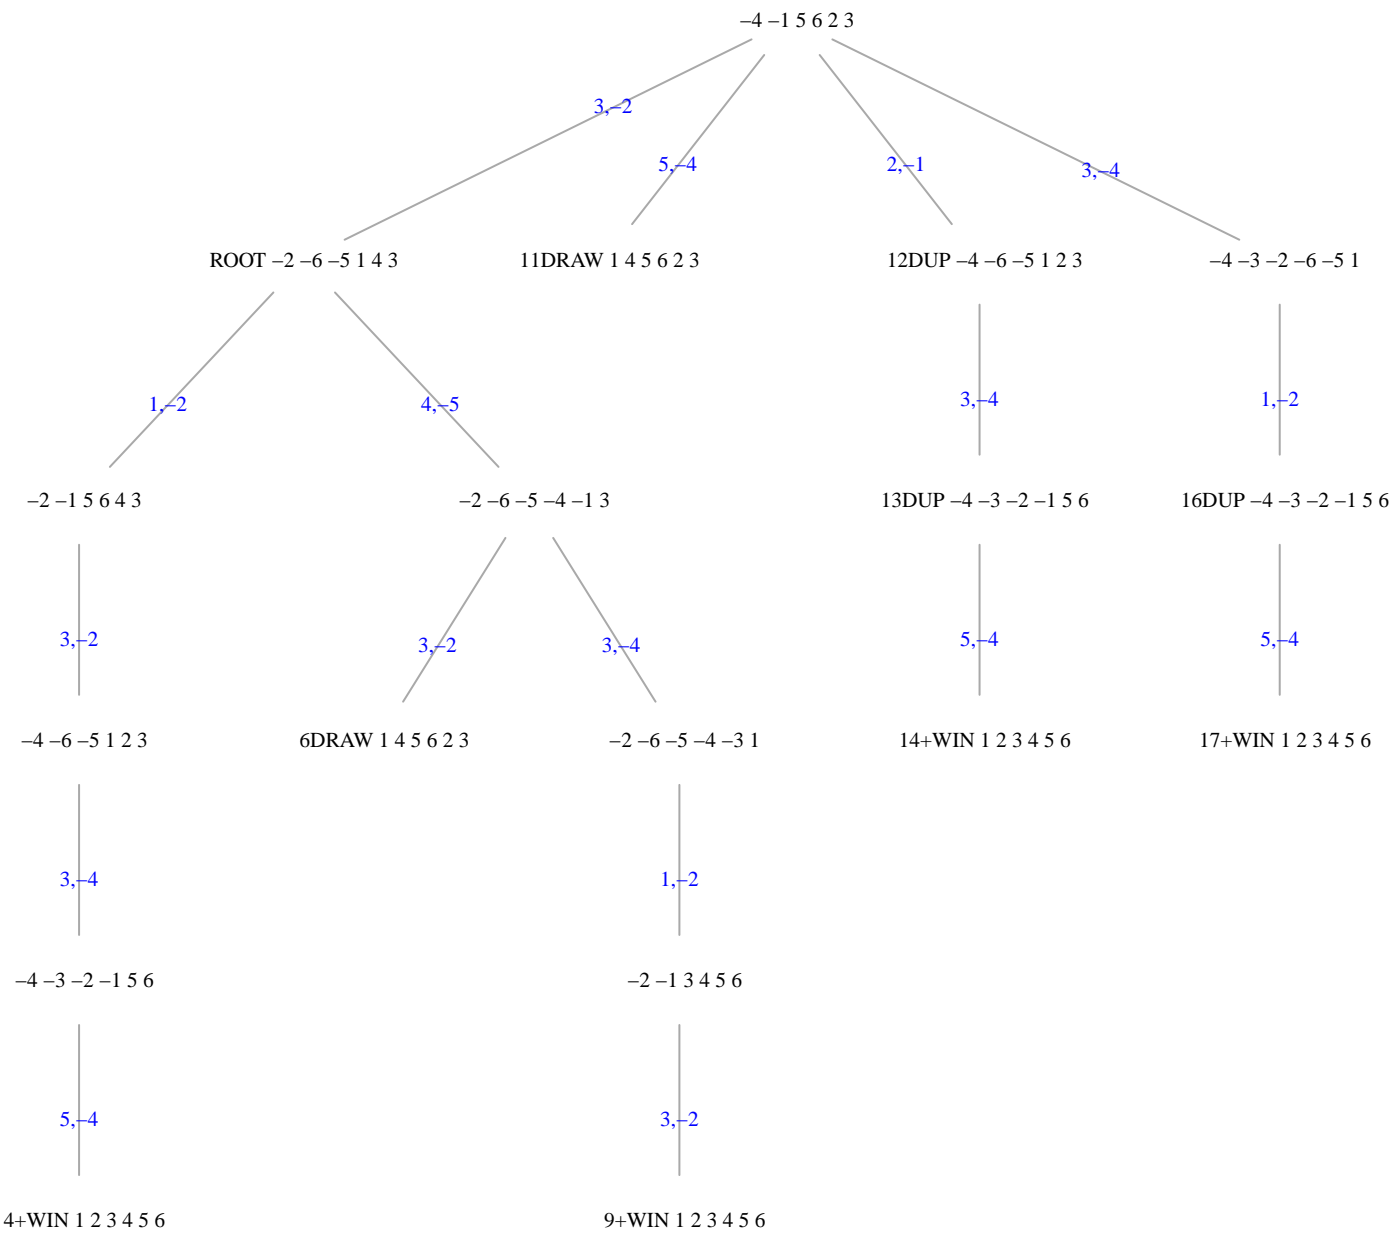 −4 −1 5 6 2 3
3,−2
5,−4
2,−1
3,−4
ROOT −2 −6 −5 1 4 3
11DRAW 1 4 5 6 2 3
12DUP −4 −6 −5 1 2 3
−4 −3 −2 −6 −5 1
1,−2
4,−5
3,−4
1,−2
−2 −1 5 6 4 3
−2 −6 −5 −4 −1 3
13DUP −4 −3 −2 −1 5 6
16DUP −4 −3 −2 −1 5 6
3,−2
3,−2
3,−4
5,−4
5,−4
−4 −6 −5 1 2 3
6DRAW 1 4 5 6 2 3
−2 −6 −5 −4 −3 1
14+WIN 1 2 3 4 5 6
17+WIN 1 2 3 4 5 6
3,−4
1,−2
−4 −3 −2 −1 5 6
−2 −1 3 4 5 6
5,−4
3,−2
4+WIN 1 2 3 4 5 6
9+WIN 1 2 3 4 5 6